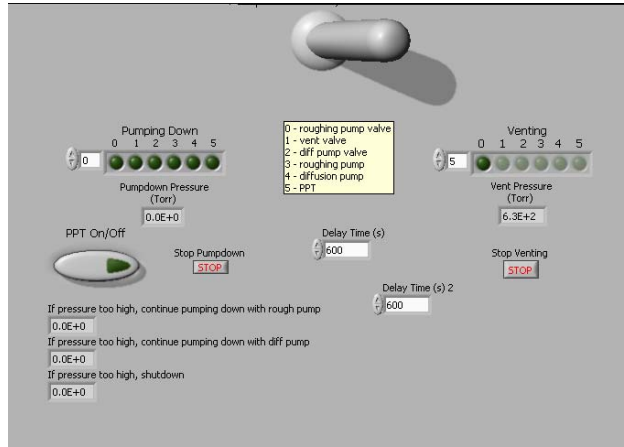 Pumping Down
0 1 2 3 4 5
0
Pumpdown Pressure
(Torr)
0.0E+0
0 - roughing pump valve
1 - vent valve
2 - diff pump valve
3 - roughing pump
4 - diffusion pump
5 - PPT
Venting
0 1 2 3 4 5
5
Vent Pressure
(Torr)
6.3E+2
PPT On/Off
Stop Pumpdown
STOP
Delay Time (s)
600
Stop Venting
STOP
Delay Time (s) 2
600
If pressure too high, continue pumping down with rough pump
0.0E+0
If pressure too high, continue pumping down with diff pump
0.0E+0
If pressure too high, shutdown
0.0E+0